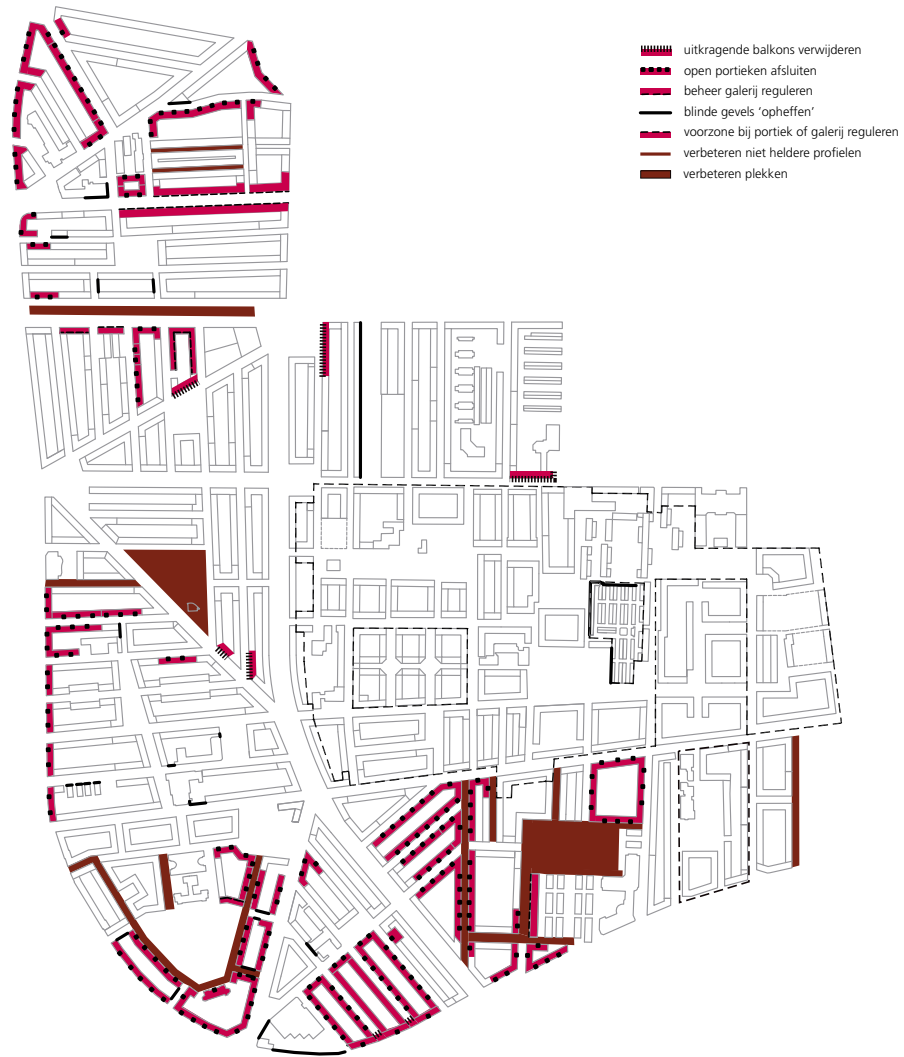 uitkragende balkons verwijderen
open portieken afsluiten
beheer galerij reguleren
blinde gevels ‘opheffen’
voorzone bij portiek of galerij reguleren
verbeteren niet heldere profielen
verbeteren plekken